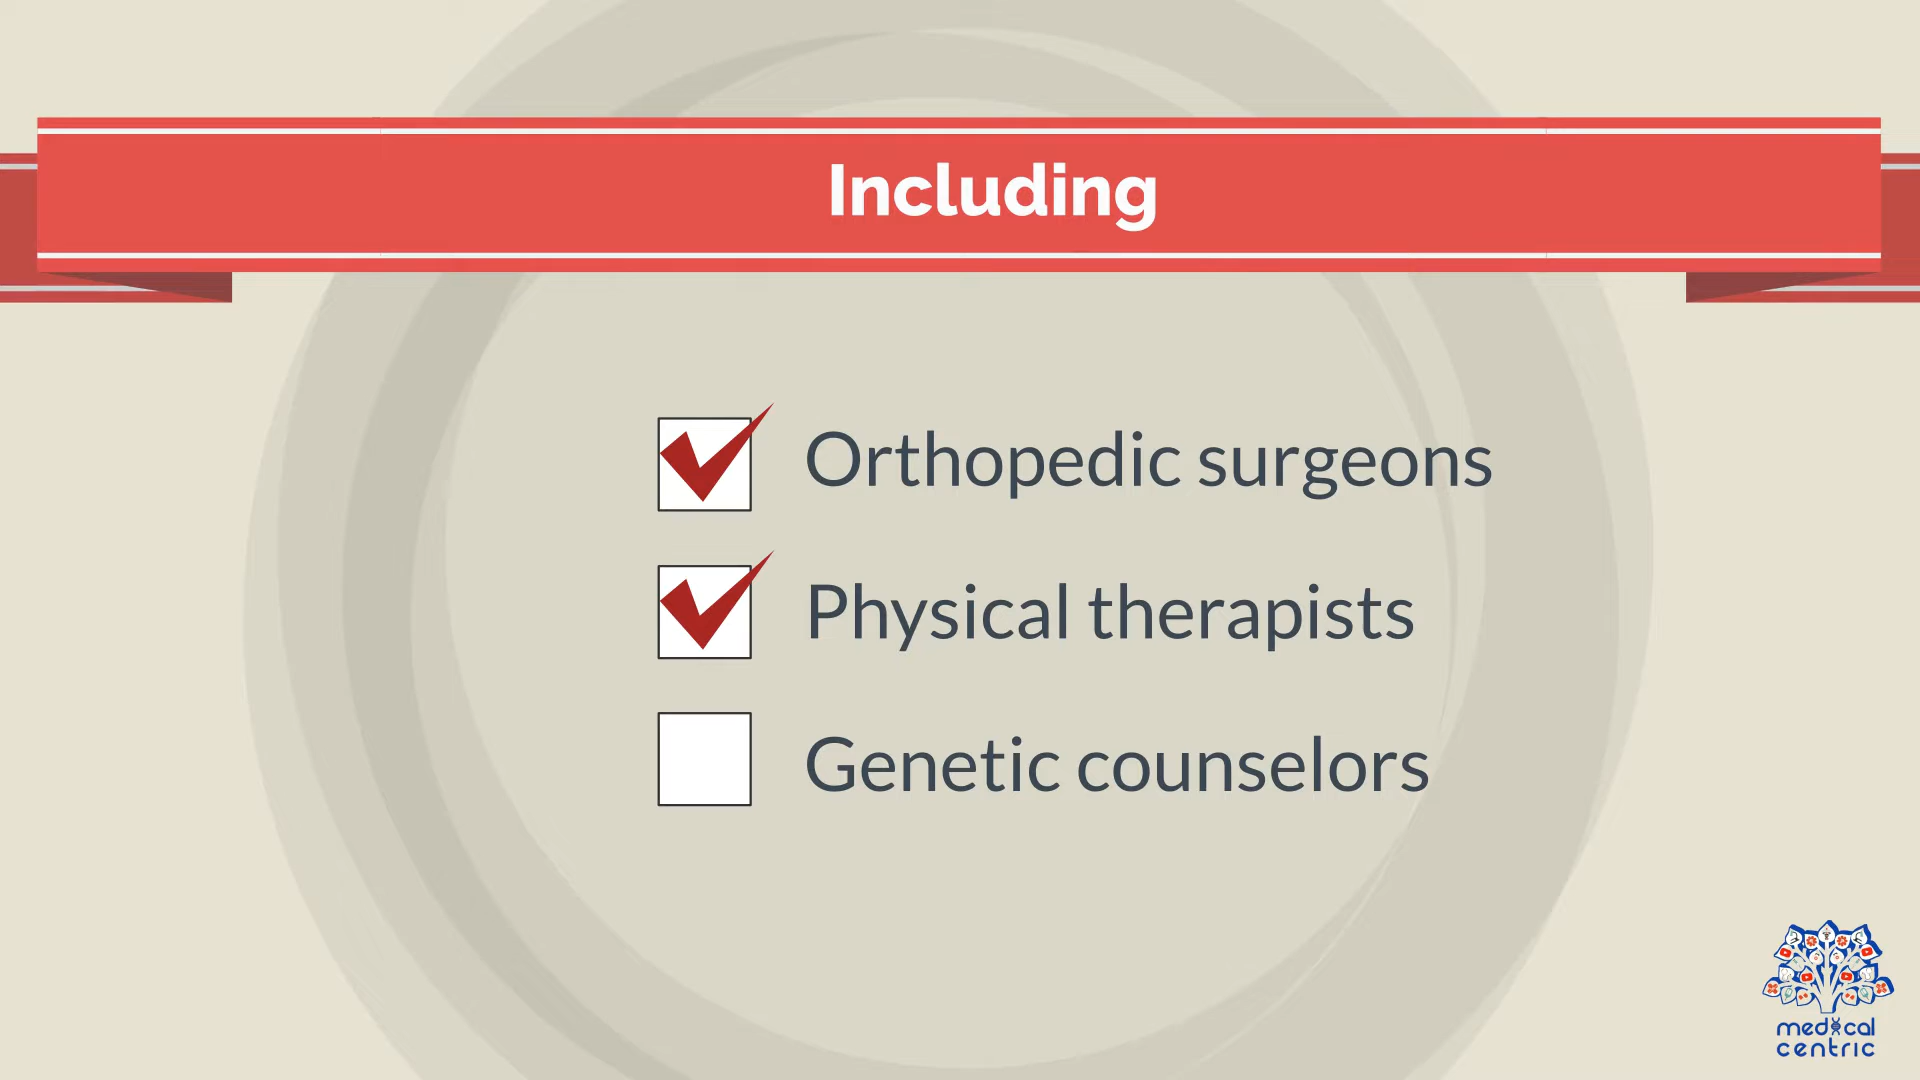 Including
Orthopedic surgeons
Physical therapists
Genetic counselors
medical
centric